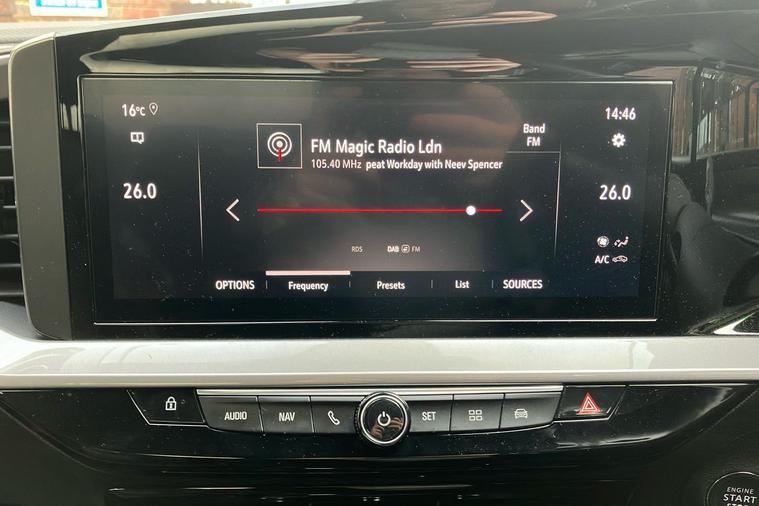 16°C
14:46
FM Magic Radio Ldn
Band
FM
105.40 MHz peat Workday with Neev Spencer
26.0
26.0
RDS DAB FM
A/C
OPTIONS Frequency Presets List SOURCES
AUDIO NAV SET
ENGINE
START
STOP